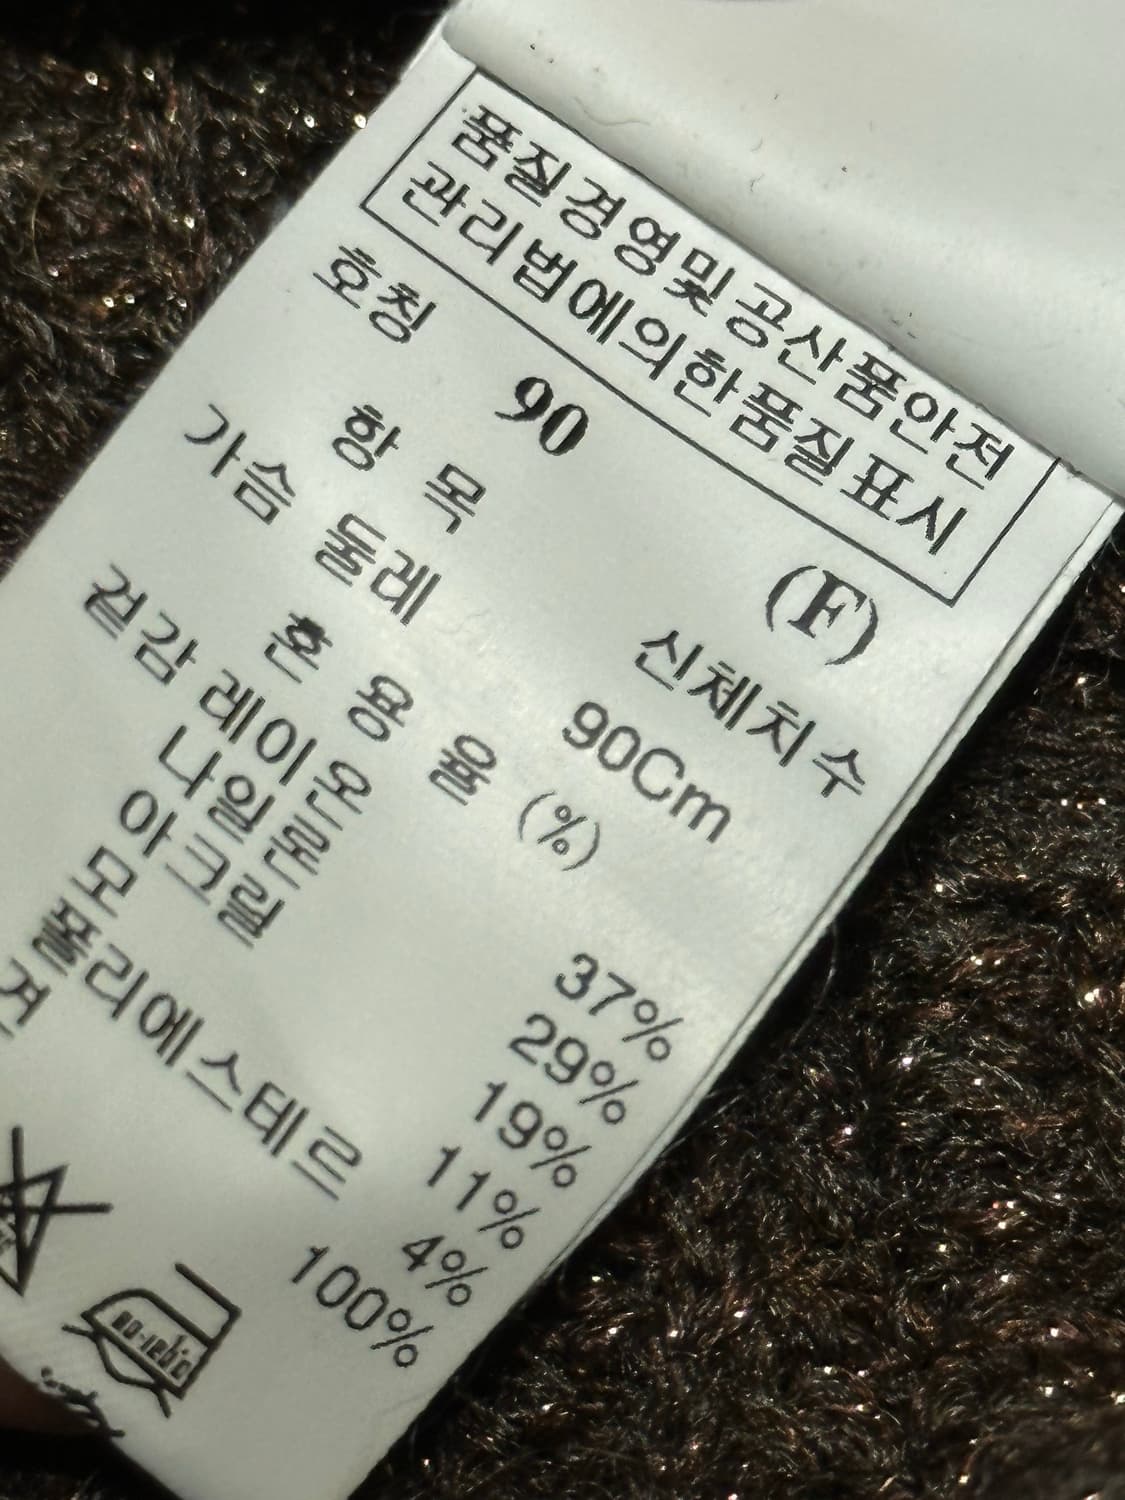 품질경영및공산품안전
관리법에의한품질표시
호칭 90 (F)
항 목 신체치수
가슴 둘레 90Cm
혼 용 율 (%)
겉감 레이온 37%
나일론 29%
아크릴 19%
모 11%
폴리에스테르 4%
견 100%